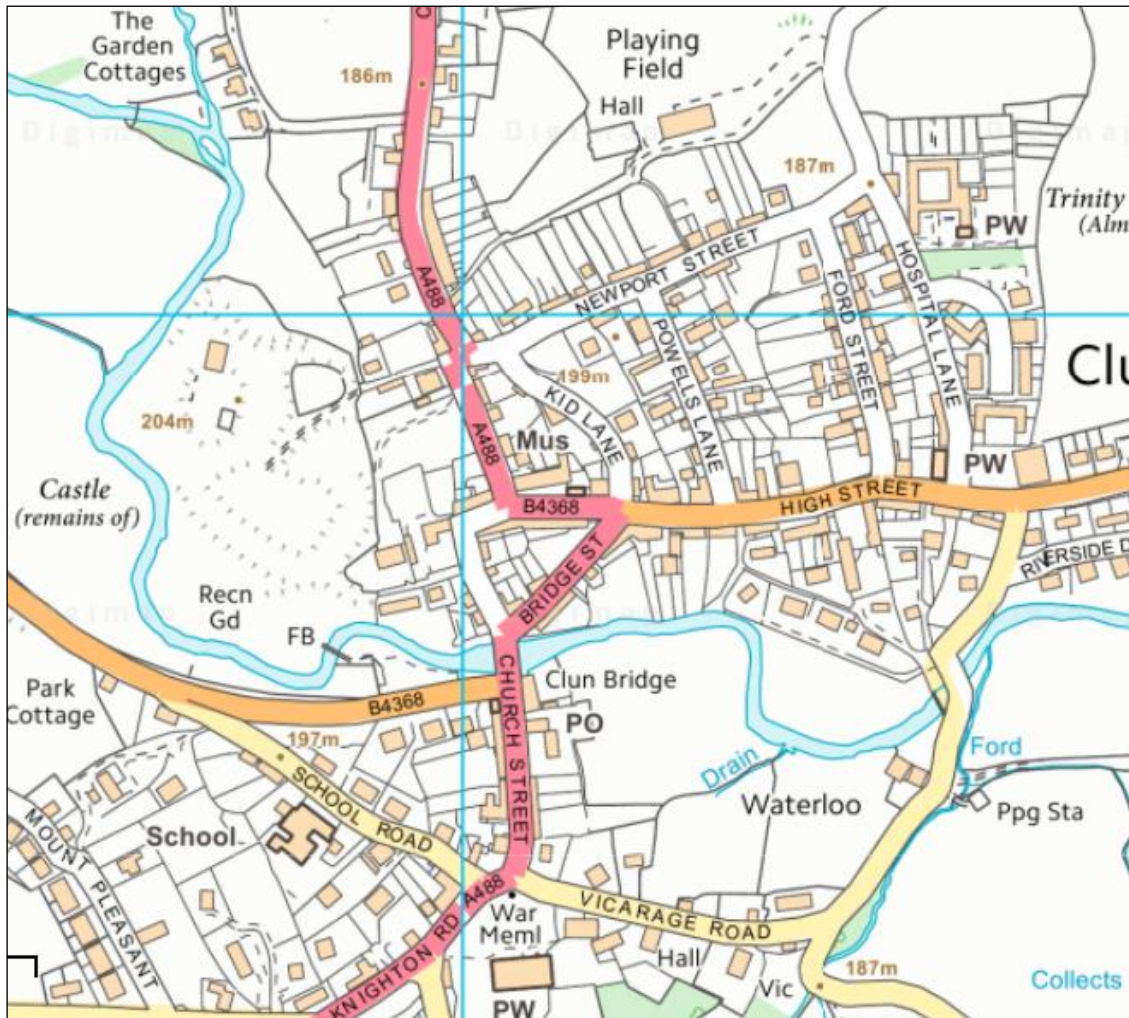 The
Garden
Cottages
186m
Playing
Field
Hall
Digimap
Digimap
Digimap
187m
Trinity
(Alm
PW
A488
NEWPORT STREET
HOSPITAL LANE
FORD STREET
POWELLS LANE
199m
KID LANE
Clu
204m
A488
Mus
PW
Castle
(remains of)
B4368
HIGH STREET
BRIDGE ST
RIVERSIDE D
Recn
Gd
FB
Park
Cottage
B4368
CHURCH STREET
Clun Bridge
PO
197m
Drain
Ford
SCHOOL ROAD
Waterloo
Ppg Sta
School
MOUNT PLEASANT
KNIGHTON RD A488
War
Meml
VICARAGE ROAD
Hall
Vic
187m
Collects
PW